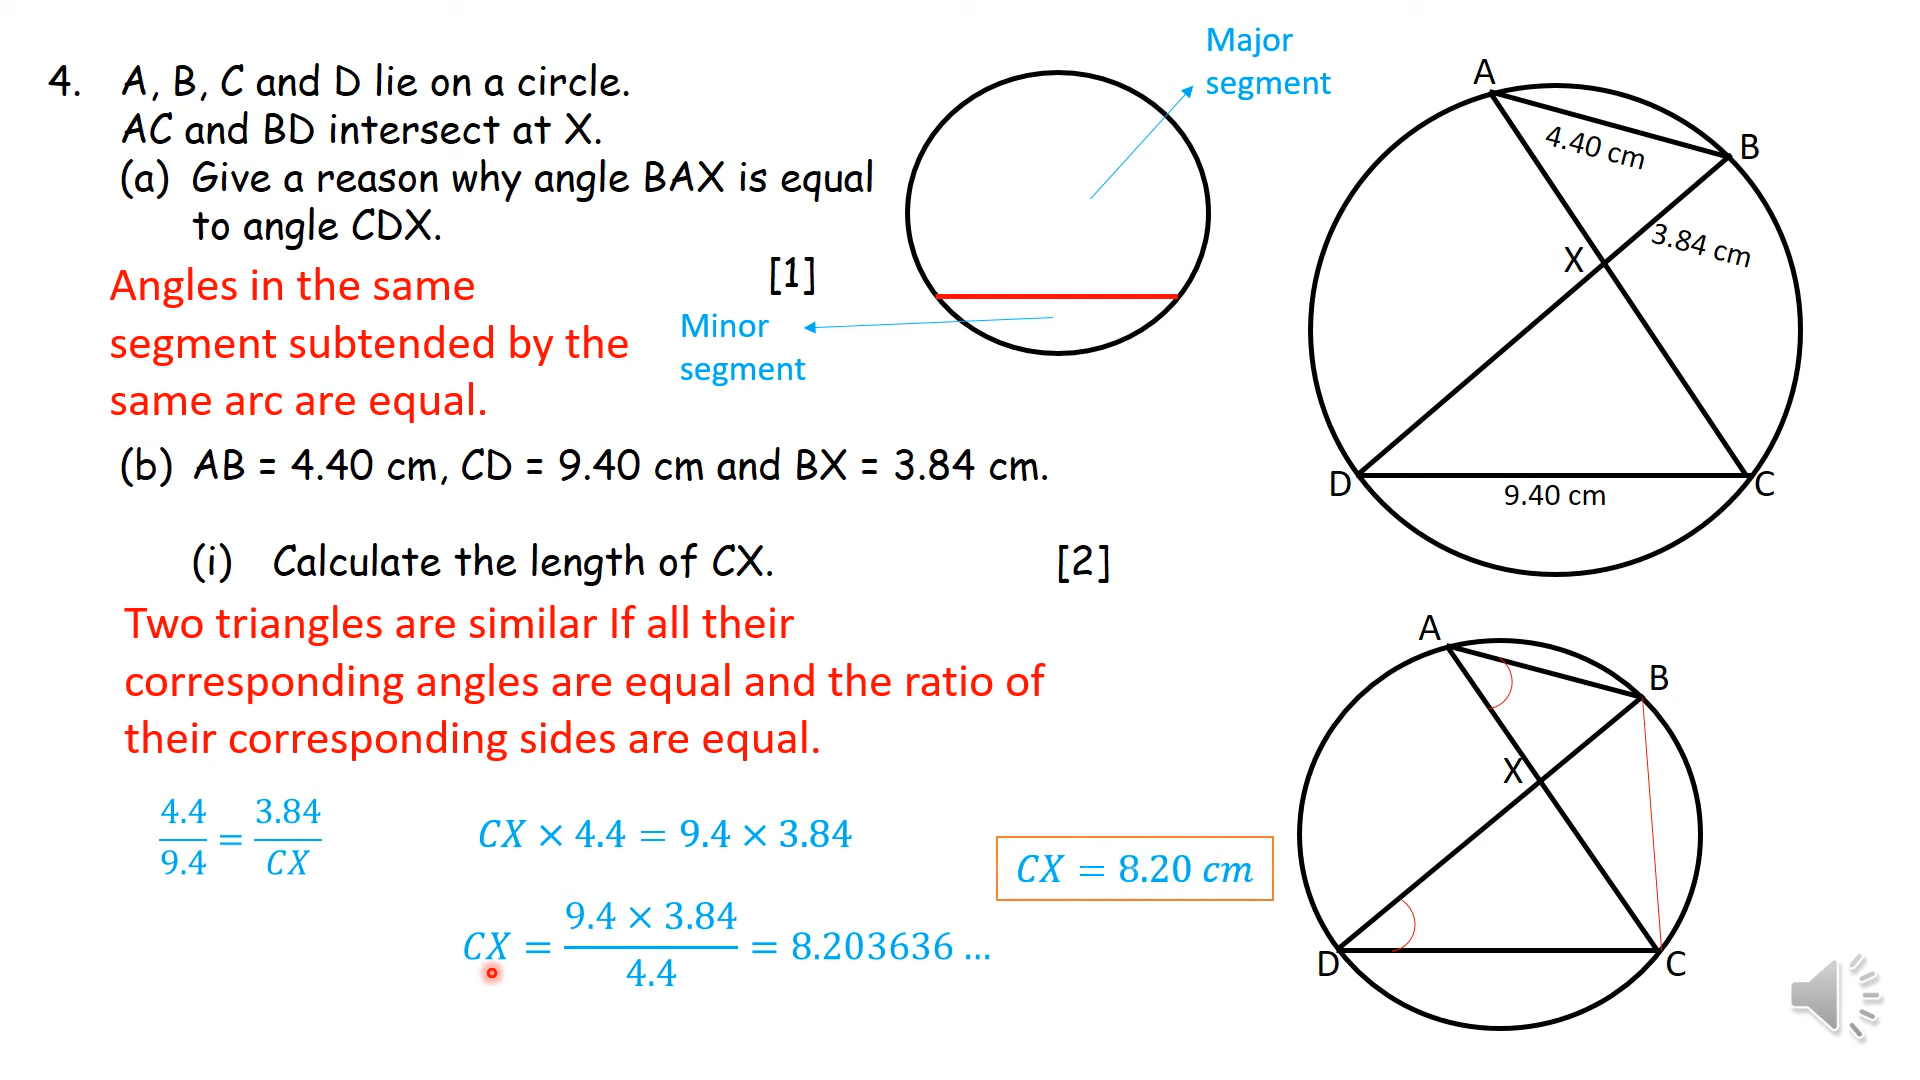 4. A, B, C and D lie on a circle.
AC and BD intersect at X.
(a) Give a reason why angle BAX is equal
to angle CDX.
[1]
Angles in the same
segment subtended by the
same arc are equal.
Major
segment
Minor
segment
(b) AB = 4.40 cm, CD = 9.40 cm and BX = 3.84 cm.
(i) Calculate the length of CX. [2]
Two triangles are similar If all their
corresponding angles are equal and the ratio of
their corresponding sides are equal.
4.4/9.4 = 3.84/CX
CX × 4.4 = 9.4 × 3.84
CX = (9.4 × 3.84)/4.4 = 8.203636 ...
CX = 8.20 cm
A
B
4.40 cm
3.84 cm
X
D
C
9.40 cm
A
B
X
D
C